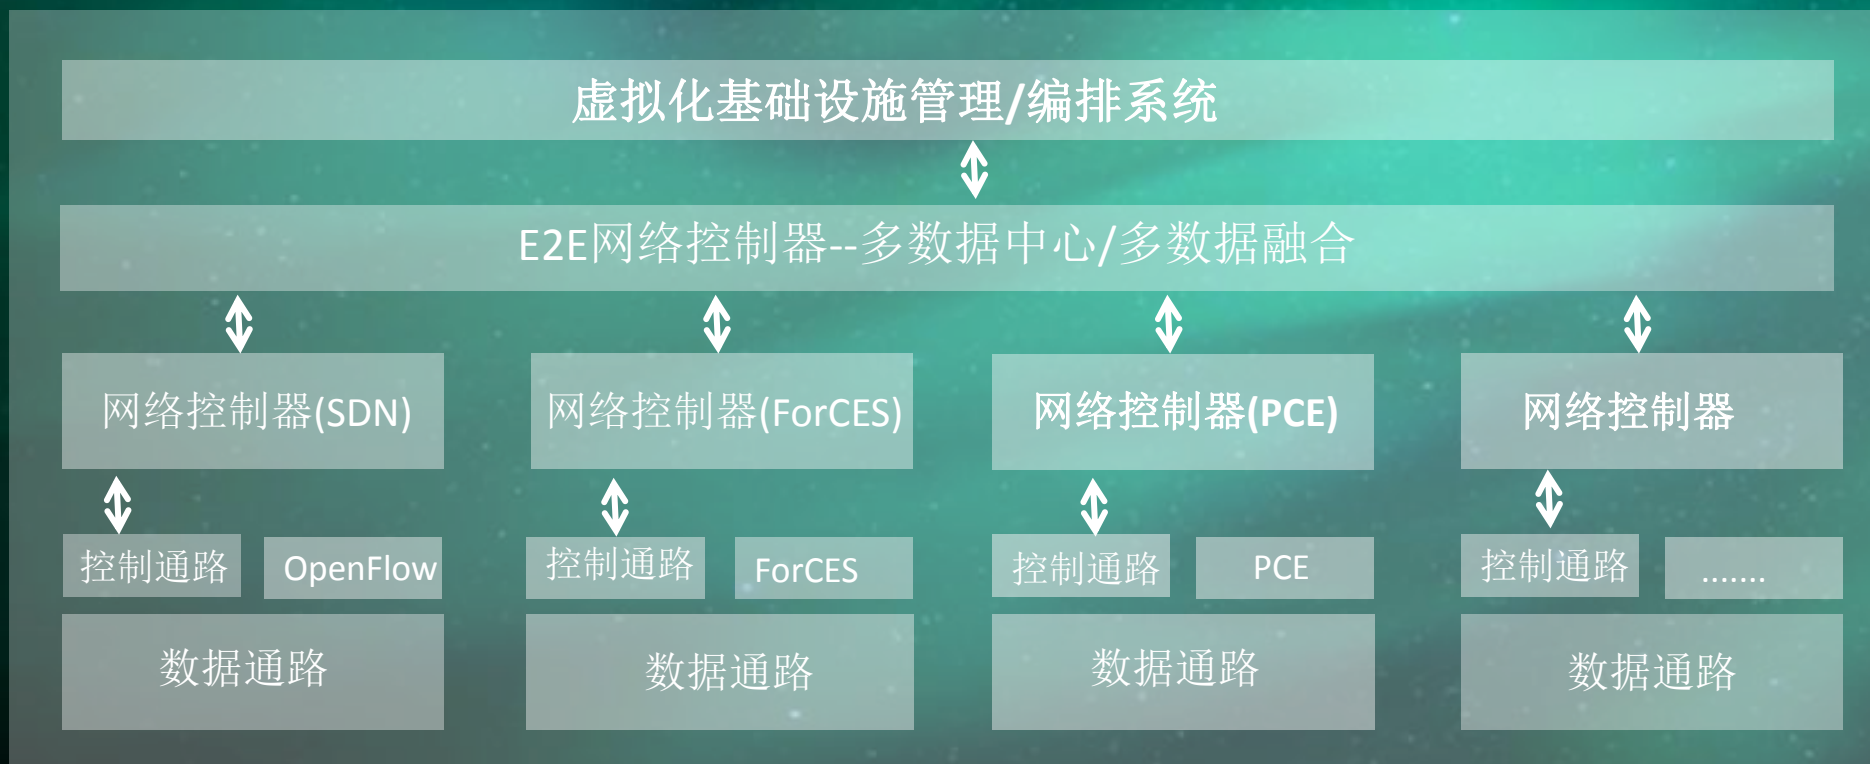 虚拟化基础设施管理/编排系统
E2E网络控制器--多数据中心/多数据融合
网络控制器(SDN)
网络控制器(ForCES)
网络控制器(PCE)
网络控制器
控制通路
OpenFlow
控制通路
ForCES
控制通路
PCE
控制通路
.......
数据通路
数据通路
数据通路
数据通路